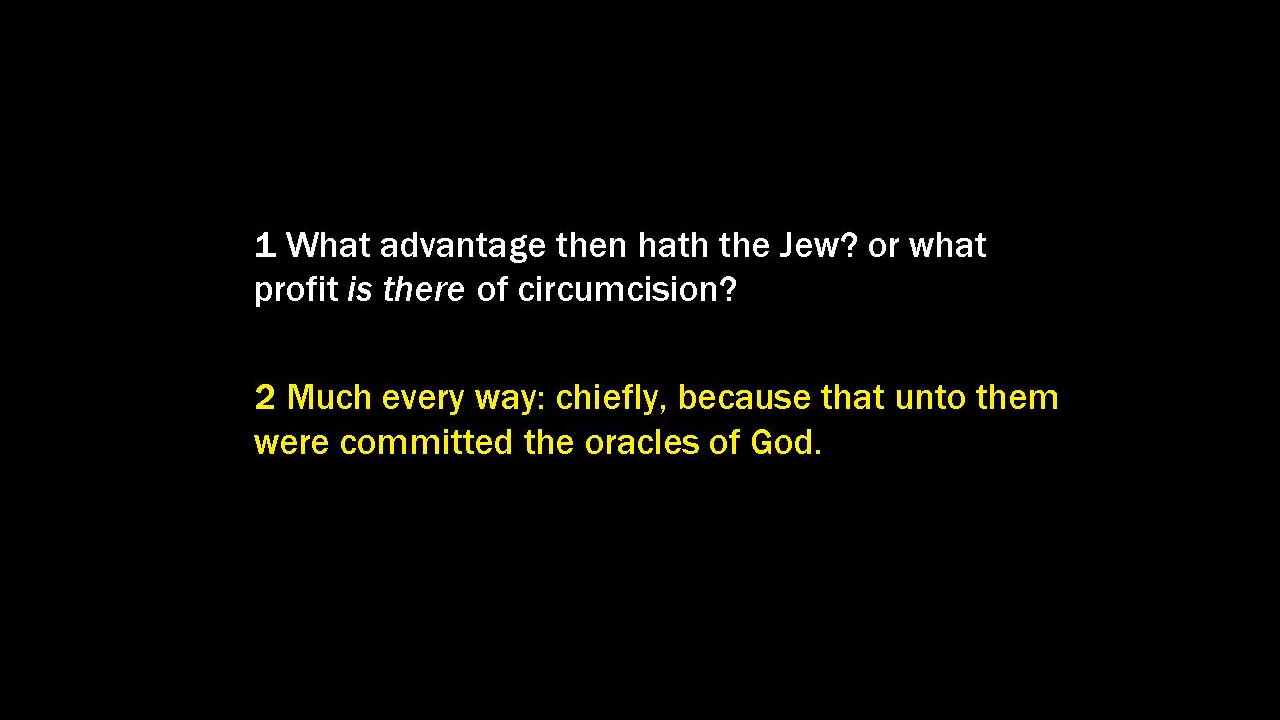 1 What advantage then hath the Jew? or what
profit is there of circumcision?
2 Much every way: chiefly, because that unto them
were committed the oracles of God.